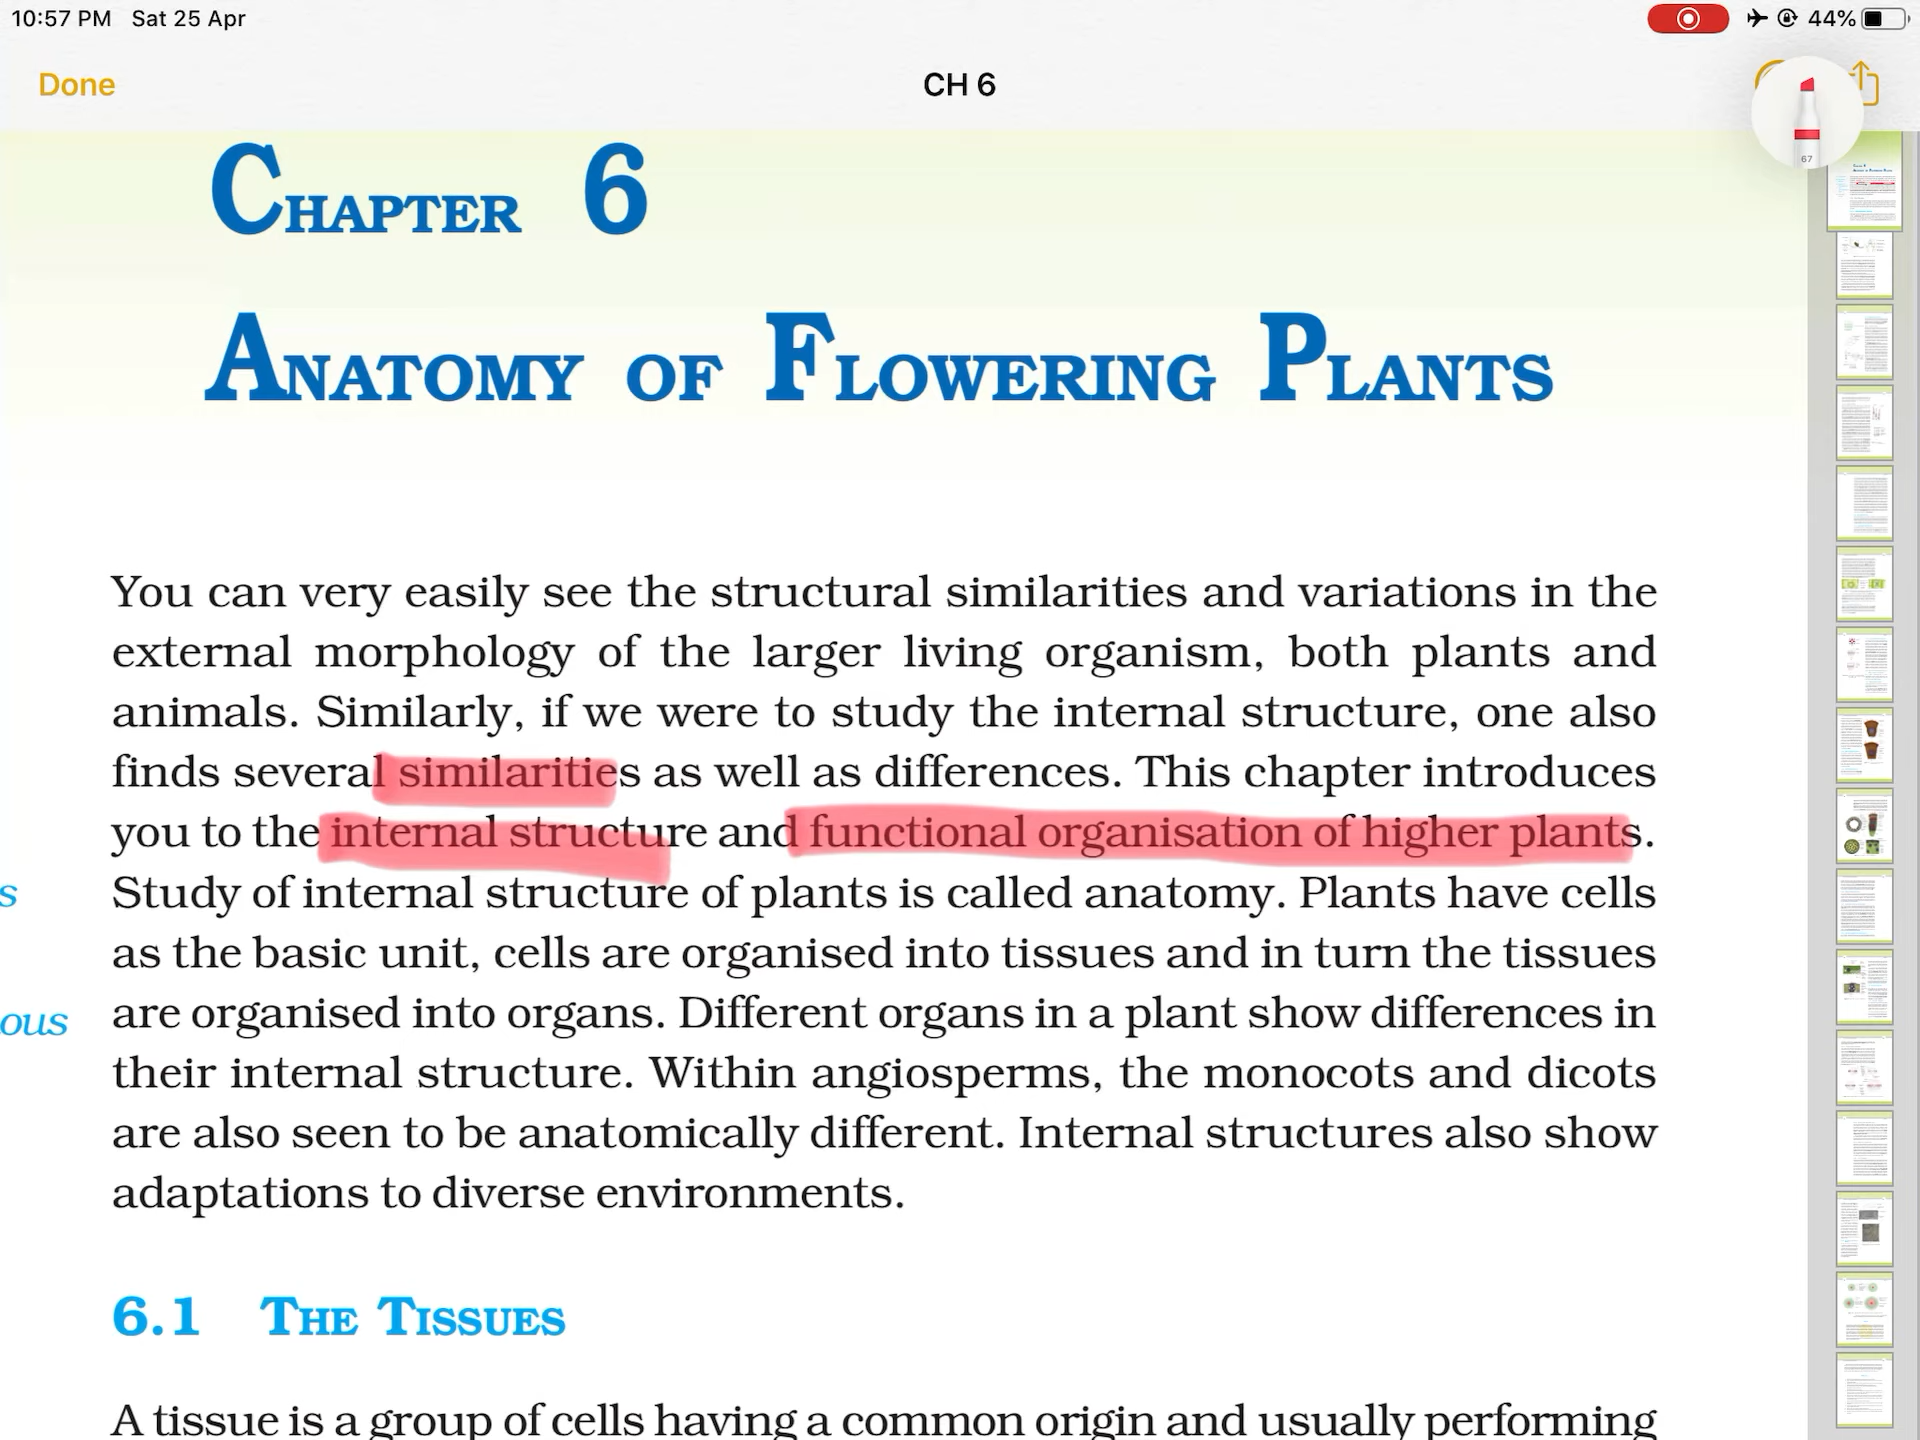 10:57 PM Sat 25 Apr
44%
Done
CH 6
67
CHAPTER 6
ANATOMY OF FLOWERING PLANTS
You can very easily see the structural similarities and variations in the
external morphology of the larger living organism, both plants and
animals. Similarly, if we were to study the internal structure, one also
finds several similarities as well as differences. This chapter introduces
you to the internal structure and functional organisation of higher plants.
Study of internal structure of plants is called anatomy. Plants have cells
as the basic unit, cells are organised into tissues and in turn the tissues
are organised into organs. Different organs in a plant show differences in
their internal structure. Within angiosperms, the monocots and dicots
are also seen to be anatomically different. Internal structures also show
adaptations to diverse environments.
s
ous
6.1 THE TISSUES
A tissue is a group of cells having a common origin and usually performing